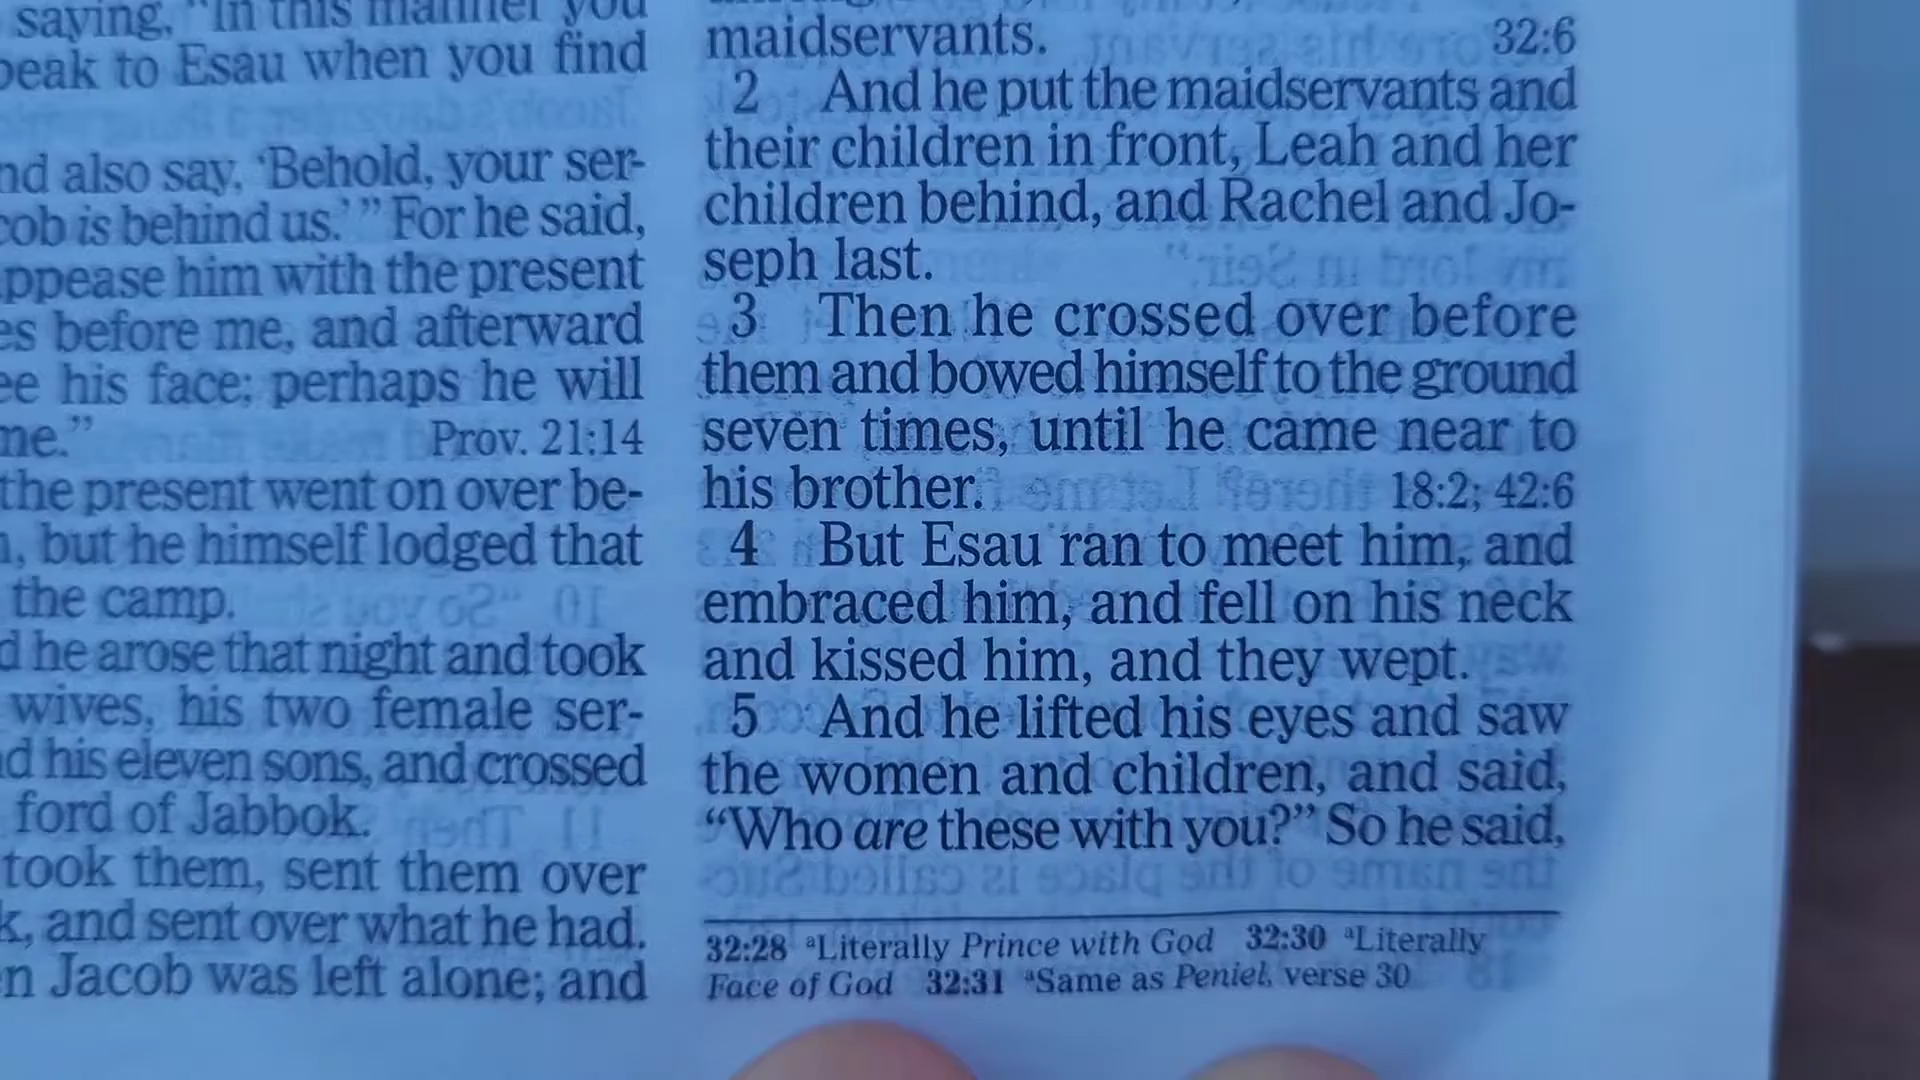 saying, "In this manner you
peak to Esau when you find
nd also say, 'Behold, your ser-
cob is behind us.'" For he said,
ppease him with the present
es before me, and afterward
ee his face; perhaps he will
me." Prov. 21:14
the present went on over be-
, but he himself lodged that
the camp.
d he arose that night and took
wives, his two female ser-
d his eleven sons, and crossed
ford of Jabbok.
took them, sent them over
k, and sent over what he had.
n Jacob was left alone; and
maidservants. 32:6
2 And he put the maidservants and
their children in front, Leah and her
children behind, and Rachel and Jo-
seph last.
3 Then he crossed over before
them and bowed himself to the ground
seven times, until he came near to
his brother. 18:2; 42:6
4 But Esau ran to meet him, and
embraced him, and fell on his neck
and kissed him, and they wept.
5 And he lifted his eyes and saw
the women and children, and said,
"Who are these with you?" So he said,
32:28 aLiterally Prince with God 32:30 aLiterally
Face of God 32:31 aSame as Peniel, verse 30